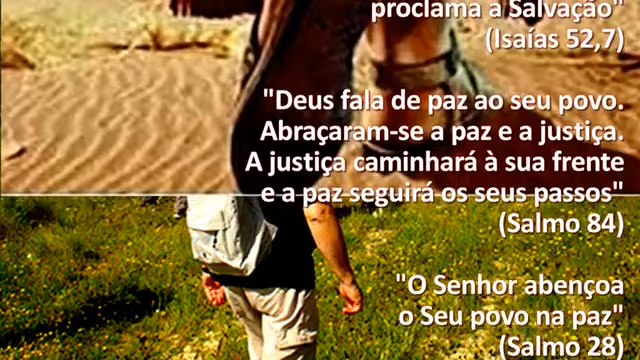 proclama a Salvação"
(Isaías 52,7)
"Deus fala de paz ao seu povo.
Abraçaram-se a paz e a justiça.
A justiça caminhará à sua frente
e a paz seguirá os seus passos"
(Salmo 84)
"O Senhor abençoa
o Seu povo na paz"
(Salmo 28)